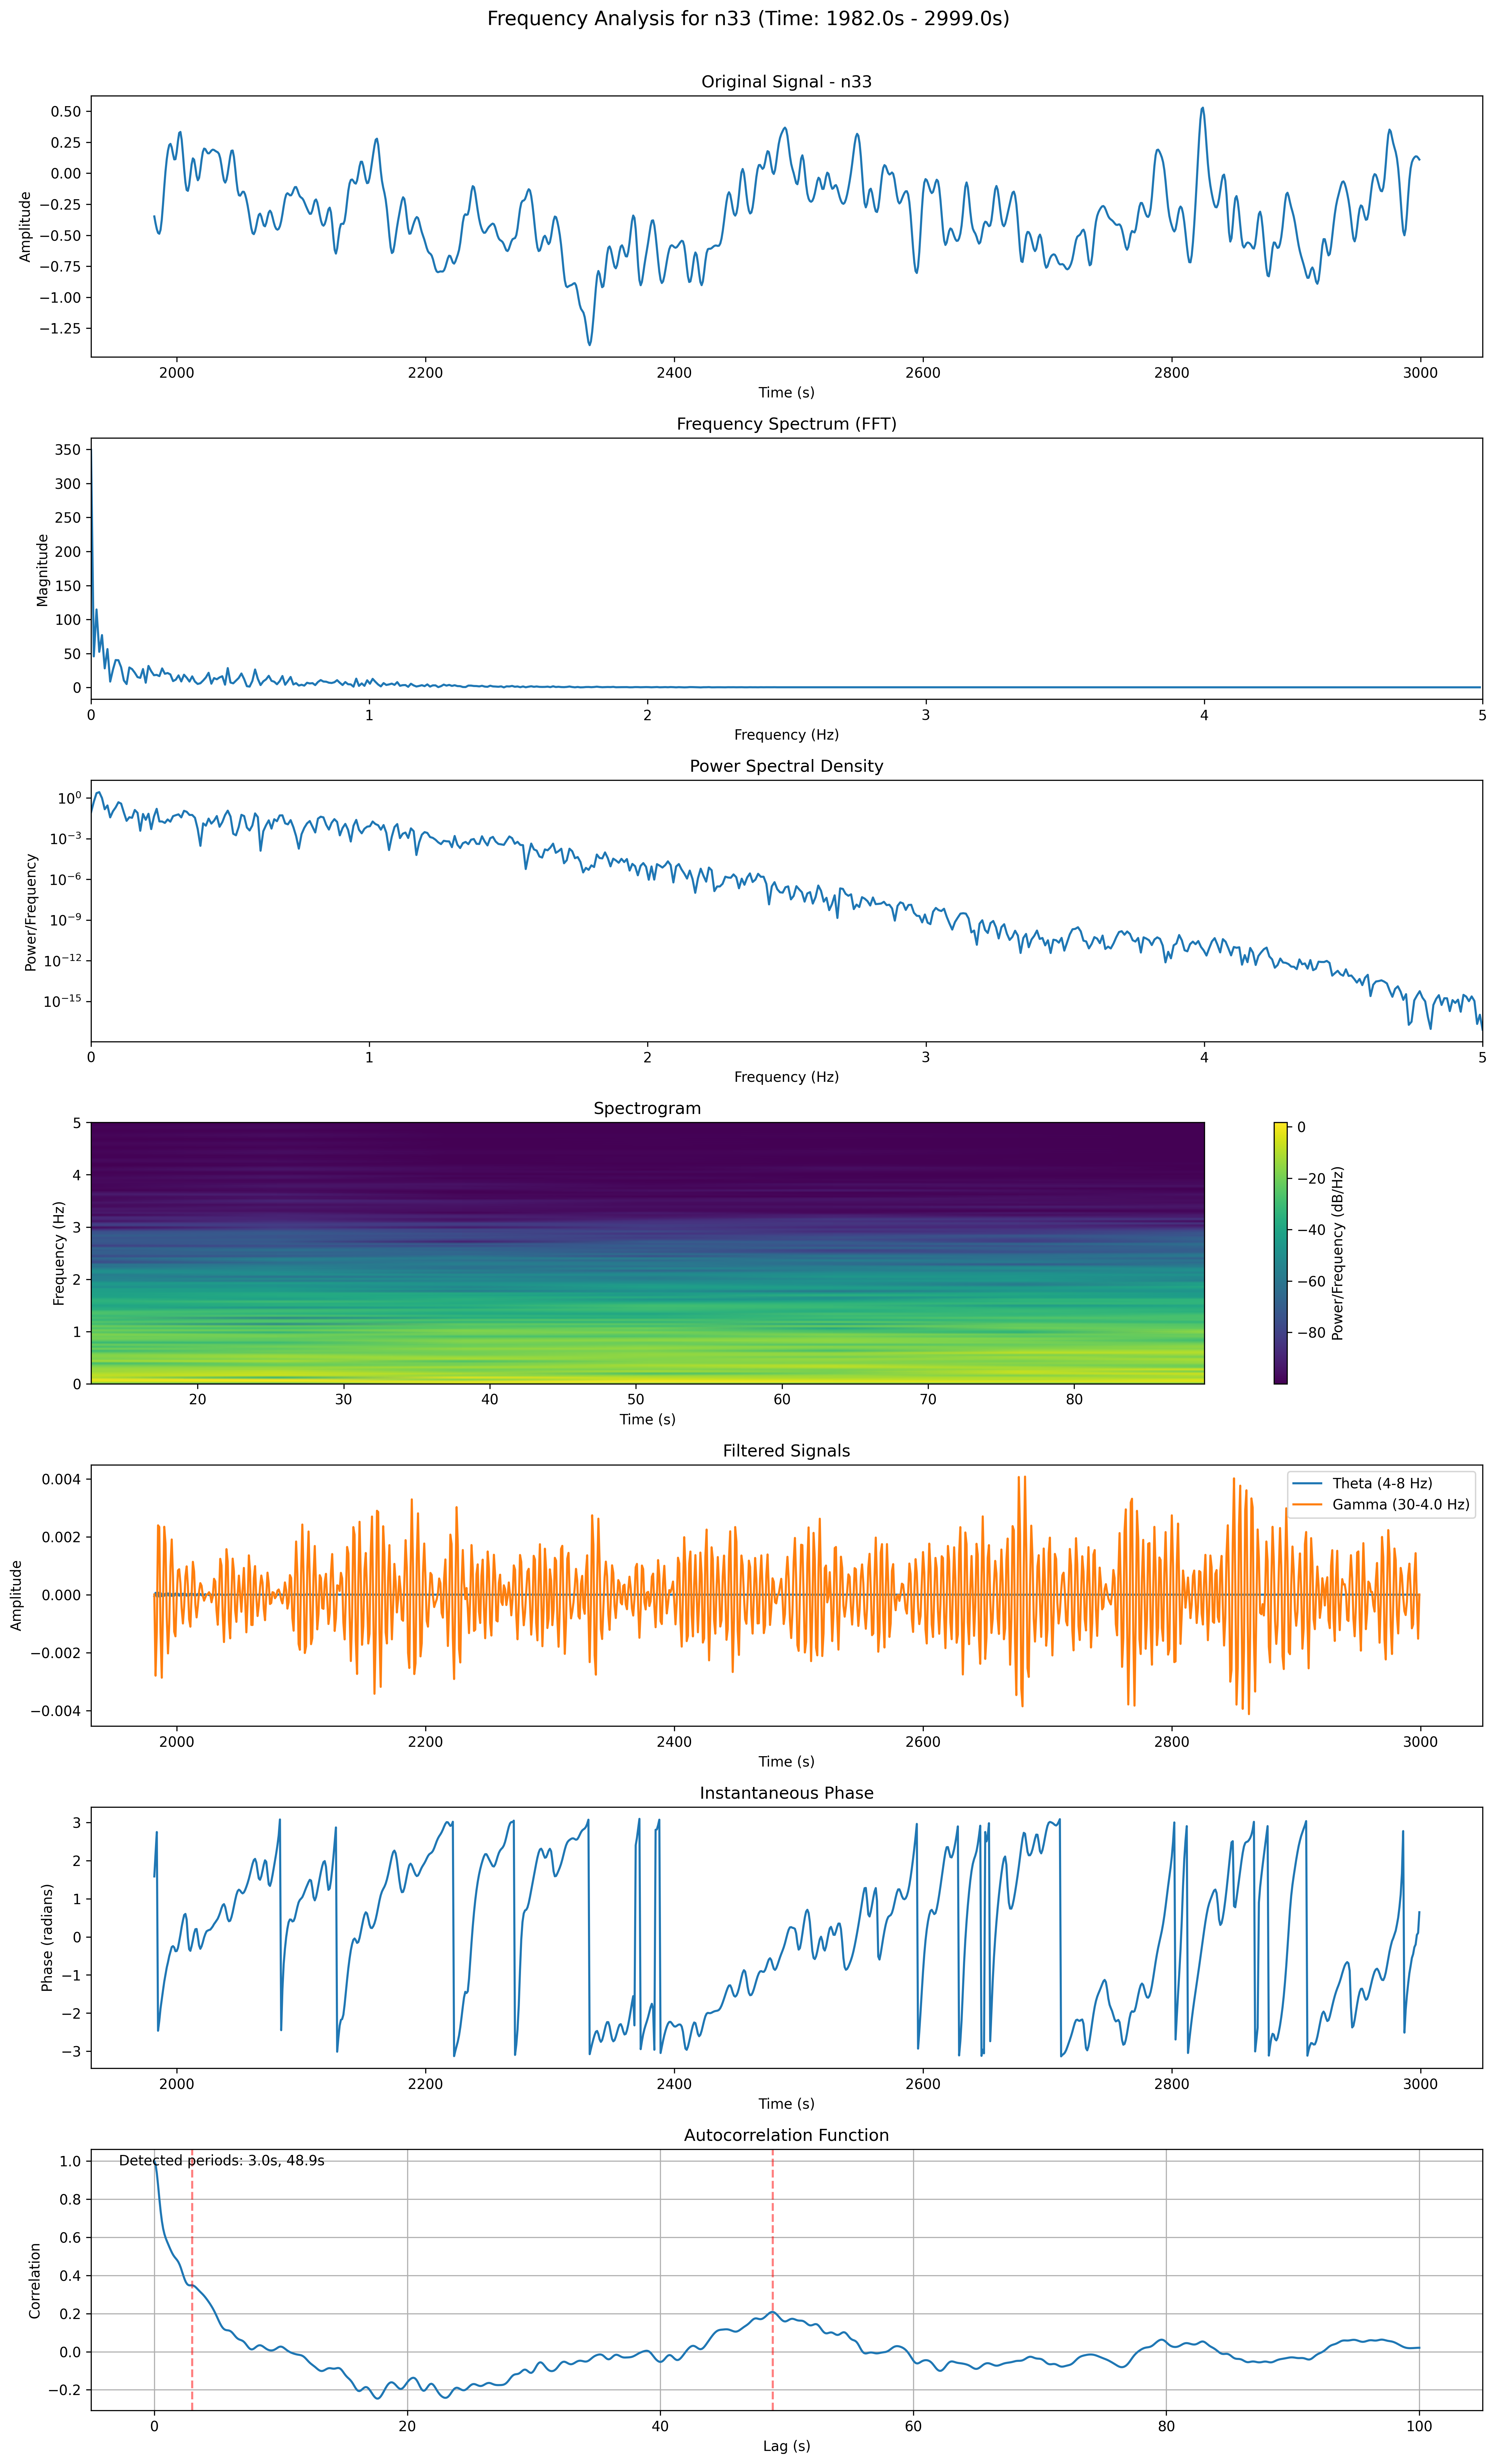 Frequency Analysis for n33 (Time: 1982.0s - 2999.0s)
Original Signal - n33
0.50
0.25
0.00
−0.25
−0.50
−0.75
−1.00
−1.25
Amplitude
2000 2200 2400 2600 2800 3000
Time (s)
Frequency Spectrum (FFT)
350
300
250
200
150
100
50
0
Magnitude
0 1 2 3 4 5
Frequency (Hz)
Power Spectral Density
10⁰
10⁻³
10⁻⁶
10⁻⁹
10⁻¹²
10⁻¹⁵
Power/Frequency
0 1 2 3 4 5
Frequency (Hz)
Spectrogram
5
4
3
2
1
0
Frequency (Hz)
20 30 40 50 60 70 80
Time (s)
0
−20
−40
−60
−80
Power/Frequency (dB/Hz)
Filtered Signals
0.004
0.002
0.000
−0.002
−0.004
Amplitude
Theta (4-8 Hz)
Gamma (30-4.0 Hz)
2000 2200 2400 2600 2800 3000
Time (s)
Instantaneous Phase
3
2
1
0
−1
−2
−3
Phase (radians)
2000 2200 2400 2600 2800 3000
Time (s)
Autocorrelation Function
Detected periods: 3.0s, 48.9s
1.0
0.8
0.6
0.4
0.2
0.0
−0.2
Correlation
0 20 40 60 80 100
Lag (s)